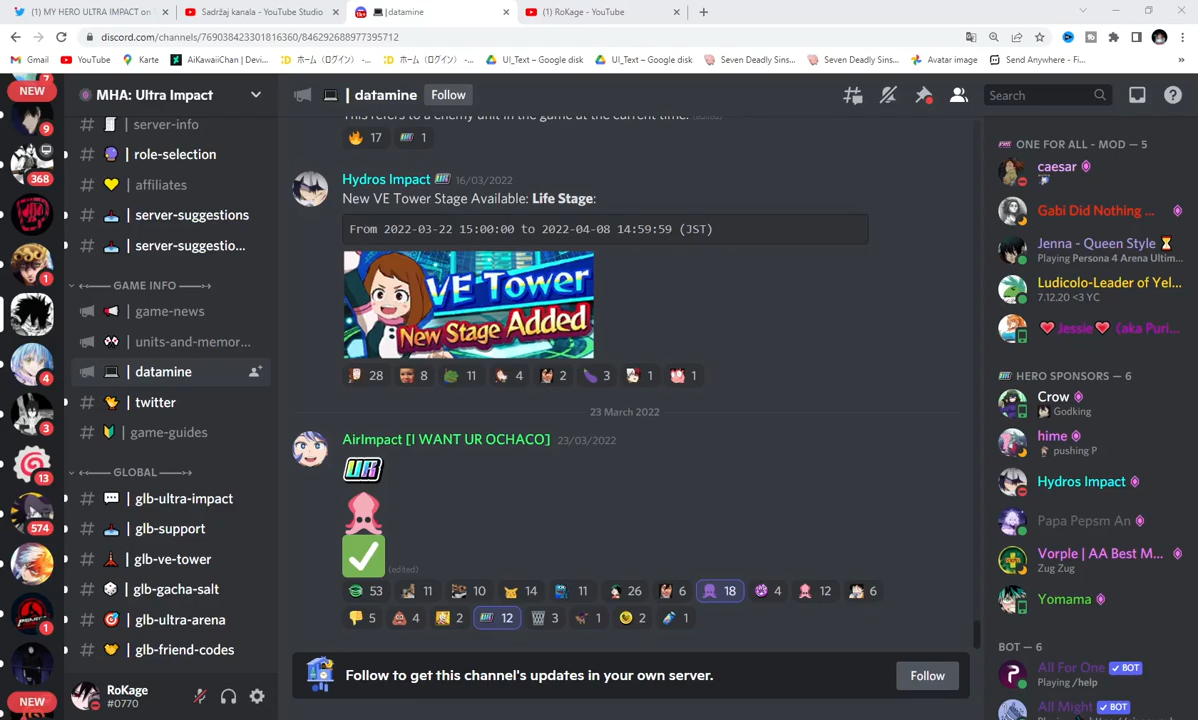 (1) MY HERO ULTRA IMPACT on
Sadržaj kanala - YouTube Studio
| datamine
(1) RoKage - YouTube
discord.com/channels/769038423301816360/846292688977395712
Gmail
YouTube
Karte
AiKawaiiChan | Devi...
ホーム (ログイン) -...
ホーム (ログイン) -...
UI_Text – Google disk
UI_Text – Google disk
Seven Deadly Sins...
Seven Deadly Sins...
Avatar image
Send Anywhere - Fi...
NEW
9
368
1
4
3
13
574
1
NEW
MHA: Ultra Impact
# | server-info
# | role-selection
# | affiliates
# | server-suggestions
# | server-suggestio...
GAME INFO
| game-news
| units-and-memor...
| datamine
# | twitter
# | game-guides
GLOBAL
# | glb-ultra-impact
# | glb-support
# | glb-ve-tower
# | glb-gacha-salt
# | glb-ultra-arena
# | glb-friend-codes
RoKage
#0770
| datamine
Follow
Search
This refers to a enemy unit in the game at the current time. (edited)
17 1
Hydros Impact UR 16/03/2022
New VE Tower Stage Available: Life Stage:
From 2022-03-22 15:00:00 to 2022-04-08 14:59:59 (JST)
VE Tower
New Stage Added
28 8 11 4 2 3 1 1
23 March 2022
AirImpact [I WANT UR OCHACO] 23/03/2022
UR
(edited)
53 11 10 14 11 26 6 18 4 12 6
5 4 2 12 3 1 2 1
Follow to get this channel's updates in your own server.
Follow
ONE FOR ALL - MOD — 5
caesar
Gabi Did Nothing ...
Jenna - Queen Style
Playing Persona 4 Arena Ultim...
Ludicolo-Leader of Yel...
7.12.20 <3 YC
Jessie (aka Puri...
HERO SPONSORS — 6
Crow
Godking
hime
pushing P
Hydros Impact
Papa Pepsm An
Vorple | AA Best M...
Zug Zug
Yomama
BOT — 6
All For One BOT
Playing /help
All Might BOT